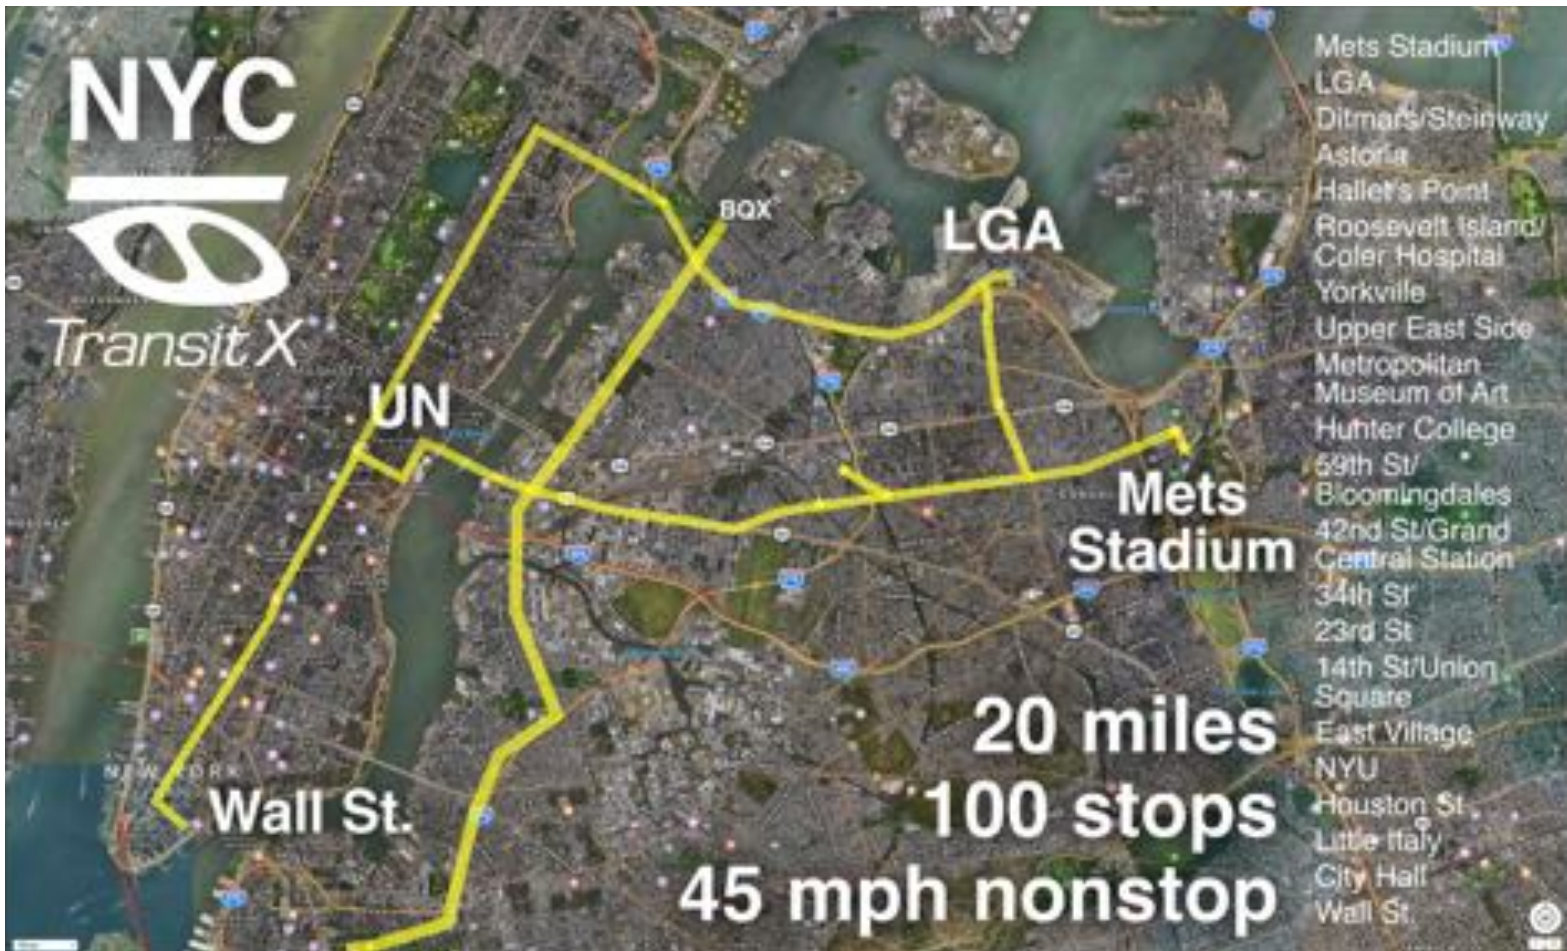 NYC
Transit X
UN
BQX
LGA
Mets
Stadium
Wall St.
NEW YORK
20 miles
100 stops
45 mph nonstop
Mets Stadium
LGA
Ditmars/Steinway
Astoria
Hallet's Point
Roosevelt Island/
Coler Hospital
Yorkville
Upper East Side
Metropolitan
Museum of Art
Hunter College
59th St/
Bloomingdales
42nd St/Grand
Central Station
34th St
23rd St
14th St/Union
Square
East Village
NYU
Houston St
Little Italy
City Hall
Wall St.